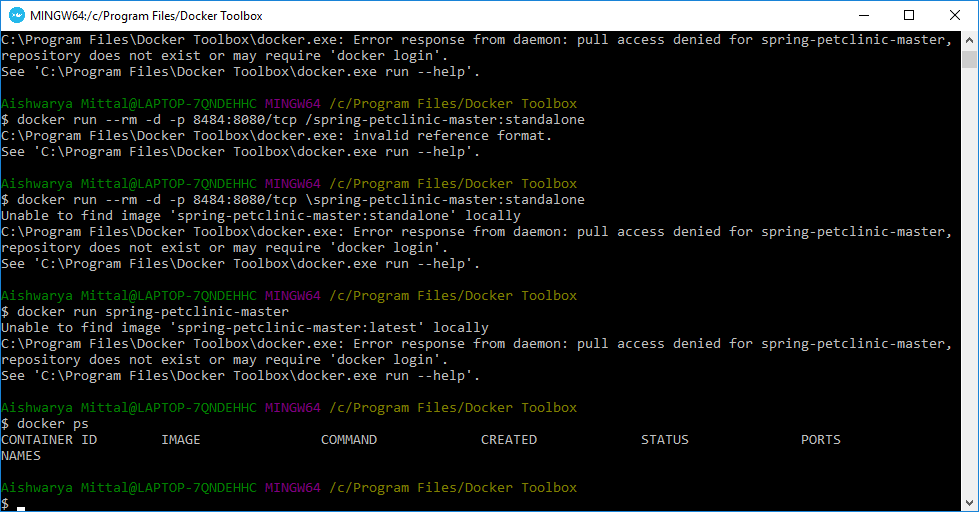 MINGW64:/c/Program Files/Docker Toolbox
C:\Program Files\Docker Toolbox\docker.exe: Error response from daemon: pull access denied for spring-petclinic-master,
repository does not exist or may require 'docker login'.
See 'C:\Program Files\Docker Toolbox\docker.exe run --help'.
Aishwarya Mittal@LAPTOP-7QNDEHHC MINGW64 /c/Program Files/Docker Toolbox
$ docker run --rm -d -p 8484:8080/tcp /spring-petclinic-master:standalone
C:\Program Files\Docker Toolbox\docker.exe: invalid reference format.
See 'C:\Program Files\Docker Toolbox\docker.exe run --help'.
Aishwarya Mittal@LAPTOP-7QNDEHHC MINGW64 /c/Program Files/Docker Toolbox
$ docker run --rm -d -p 8484:8080/tcp \spring-petclinic-master:standalone
Unable to find image 'spring-petclinic-master:standalone' locally
C:\Program Files\Docker Toolbox\docker.exe: Error response from daemon: pull access denied for spring-petclinic-master,
repository does not exist or may require 'docker login'.
See 'C:\Program Files\Docker Toolbox\docker.exe run --help'.
Aishwarya Mittal@LAPTOP-7QNDEHHC MINGW64 /c/Program Files/Docker Toolbox
$ docker run spring-petclinic-master
Unable to find image 'spring-petclinic-master:latest' locally
C:\Program Files\Docker Toolbox\docker.exe: Error response from daemon: pull access denied for spring-petclinic-master,
repository does not exist or may require 'docker login'.
See 'C:\Program Files\Docker Toolbox\docker.exe run --help'.
Aishwarya Mittal@LAPTOP-7QNDEHHC MINGW64 /c/Program Files/Docker Toolbox
$ docker ps
CONTAINER ID        IMAGE               COMMAND             CREATED             STATUS              PORTS
NAMES
Aishwarya Mittal@LAPTOP-7QNDEHHC MINGW64 /c/Program Files/Docker Toolbox
$